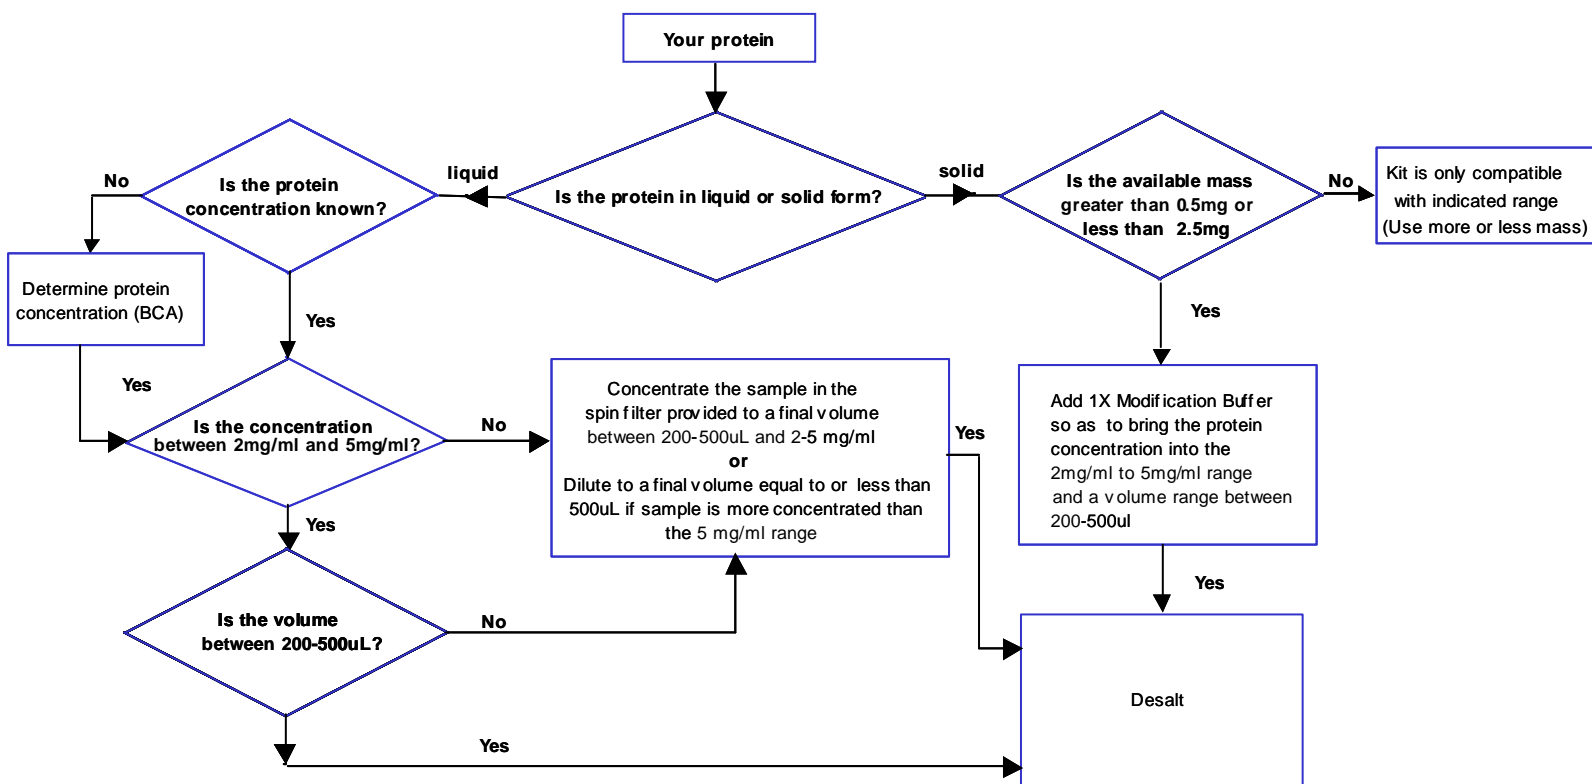 Your protein
Is the protein in liquid or solid form?
liquid
solid
Is the protein
concentration known?
No
Determine protein
concentration (BCA)
Yes
Yes
Is the concentration
between 2mg/ml and 5mg/ml?
No
Concentrate the sample in the
spin filter provided to a final volume
between 200-500uL and 2-5 mg/ml
or
Dilute to a final volume equal to or less than
500uL if sample is more concentrated than
the 5 mg/ml range
Yes
Yes
Is the volume
between 200-500uL?
No
Yes
Is the available mass
greater than 0.5mg or
less than 2.5mg
No
Kit is only compatible
with indicated range
(Use more or less mass)
Yes
Add 1X Modification Buffer
so as to bring the protein
concentration into the
2mg/ml to 5mg/ml range
and a volume range between
200-500ul
Yes
Desalt